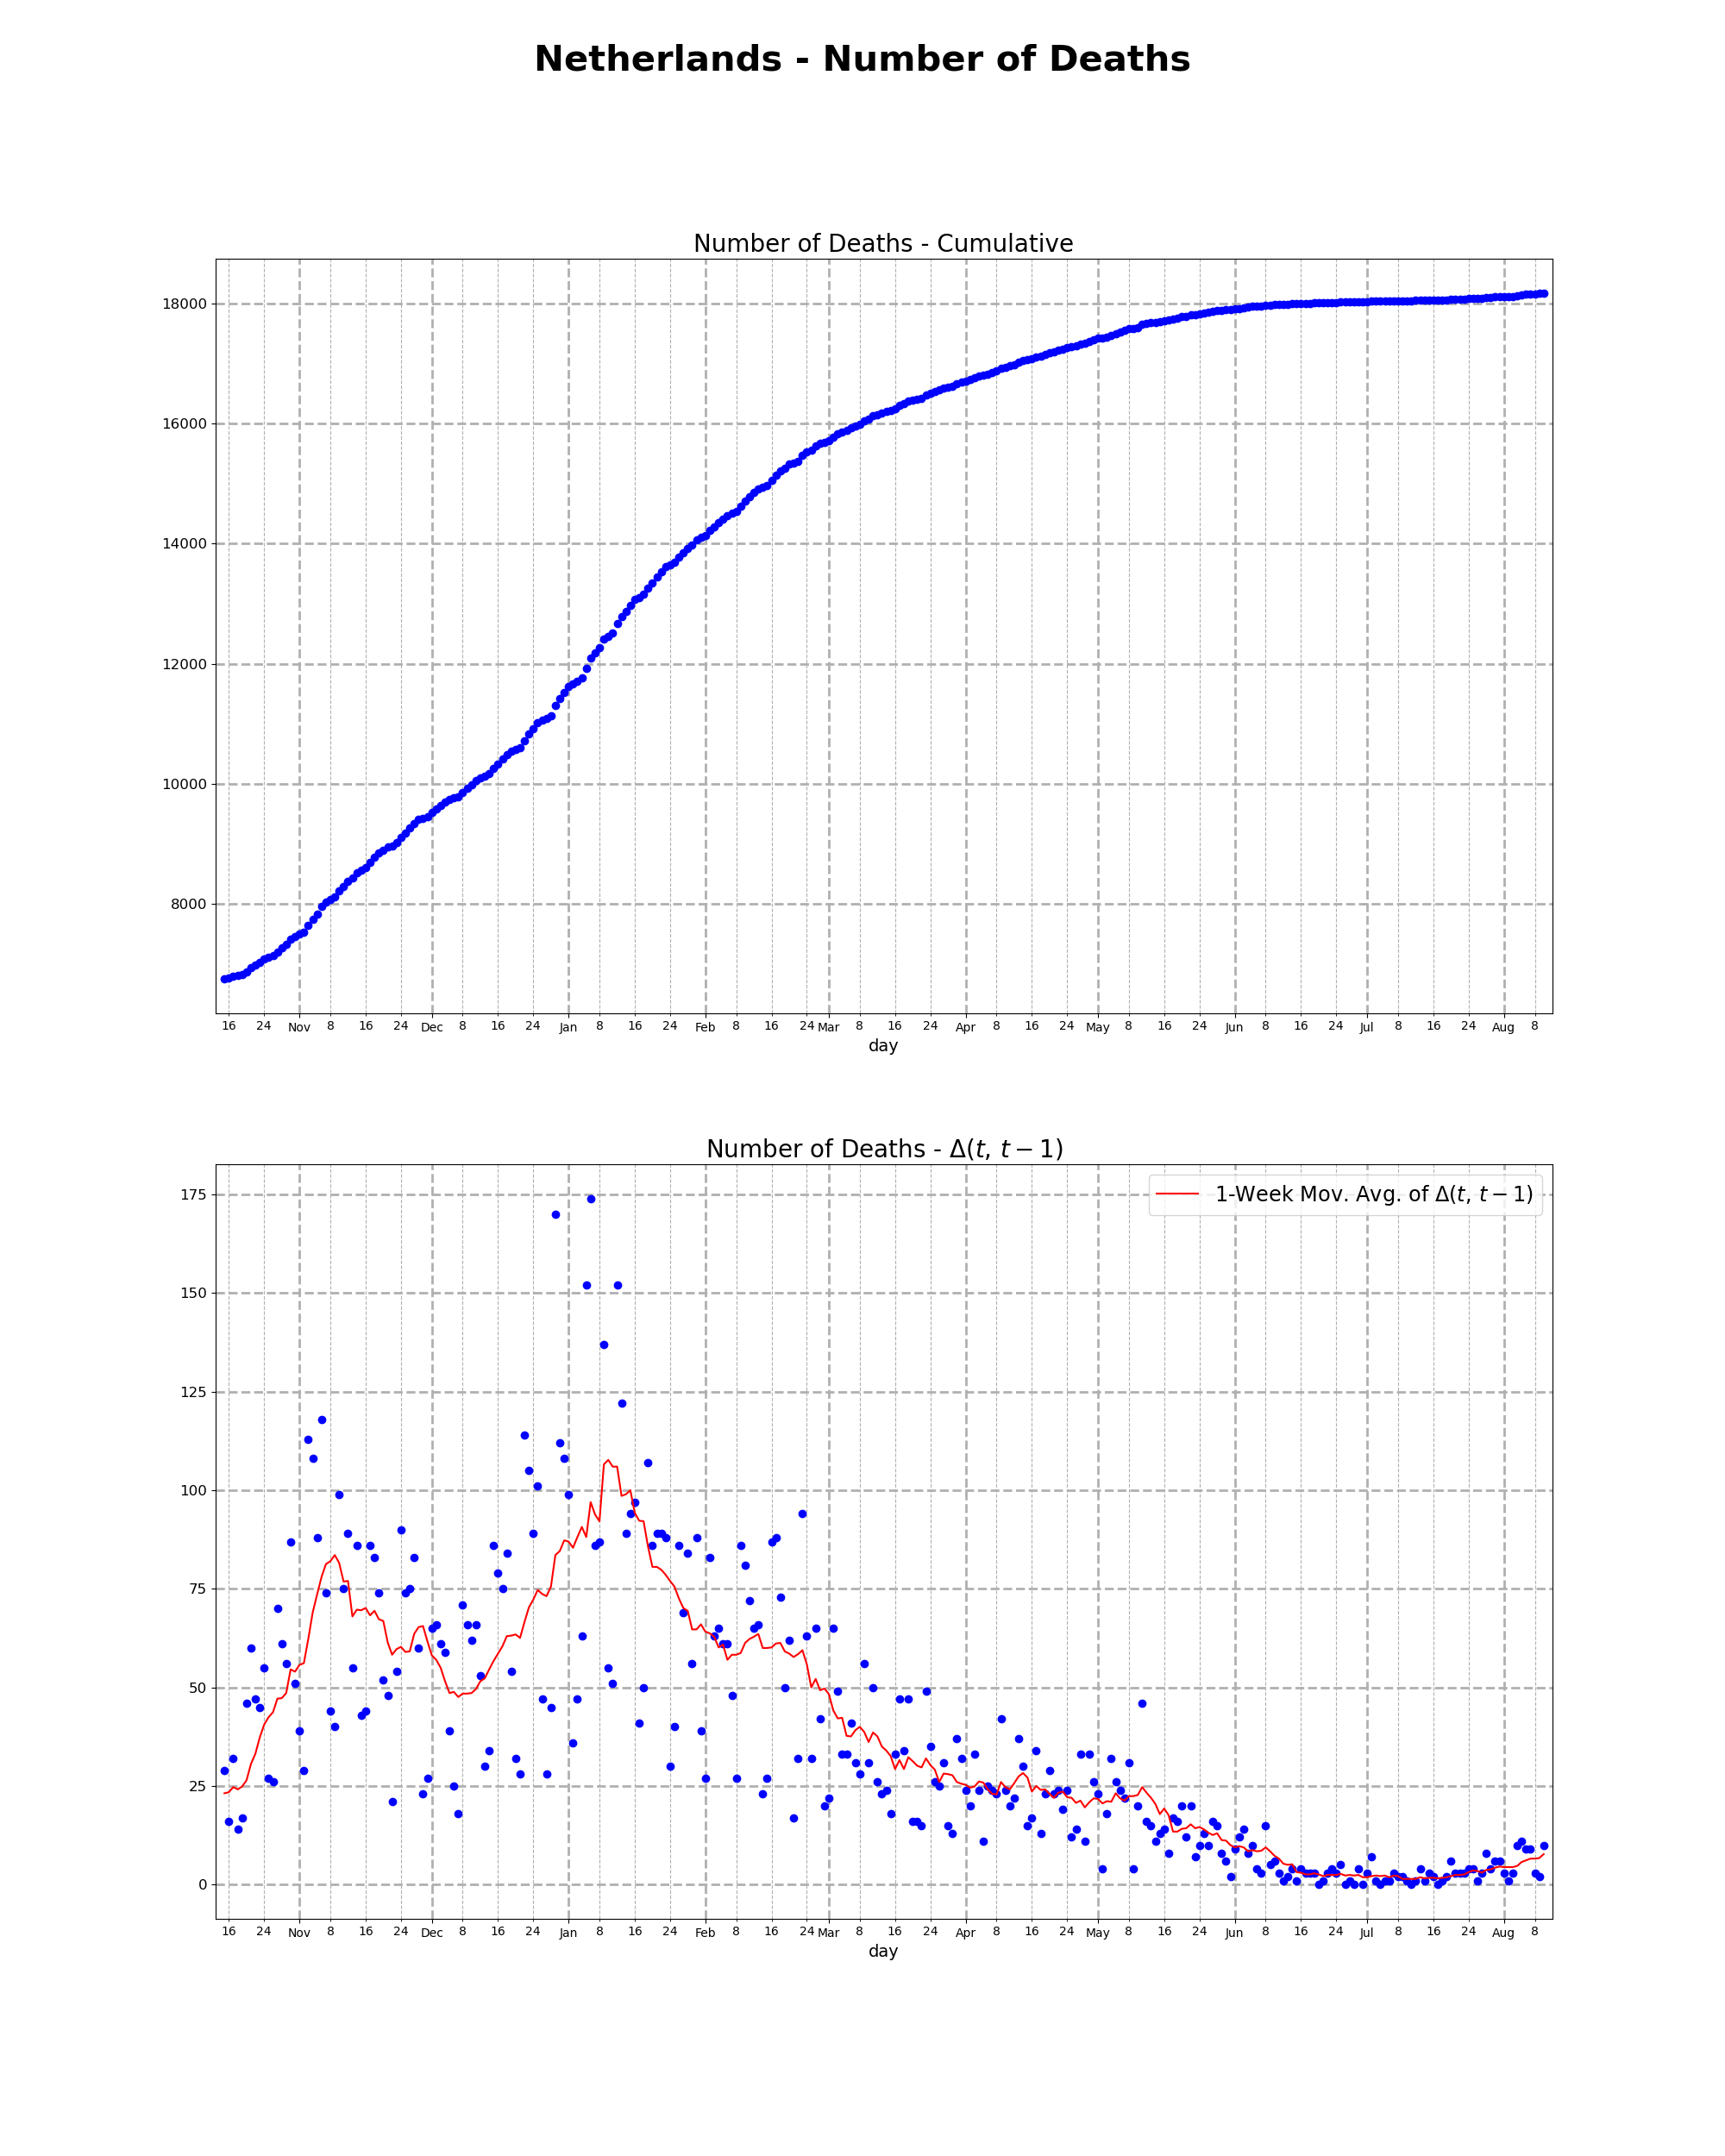 Netherlands - Number of Deaths
Number of Deaths - Cumulative
18000
16000
14000
12000
10000
8000
16 24 Nov 8 16 24 Dec 8 16 24 Jan 8 16 24 Feb 8 16 24 Mar 8 16 24 Apr 8 16 24 May 8 16 24 Jun 8 16 24 Jul 8 16 24 Aug 8
day
Number of Deaths - Δ(t, t − 1)
1-Week Mov. Avg. of Δ(t, t − 1)
175
150
125
100
75
50
25
0
16 24 Nov 8 16 24 Dec 8 16 24 Jan 8 16 24 Feb 8 16 24 Mar 8 16 24 Apr 8 16 24 May 8 16 24 Jun 8 16 24 Jul 8 16 24 Aug 8
day